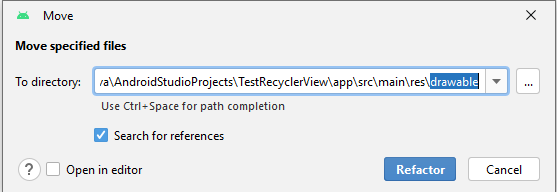 Move
Move specified files
To directory: va\AndroidStudioProjects\TestRecyclerView\app\src\main\res\drawable ...
Use Ctrl+Space for path completion
Search for references
? Open in editor Refactor Cancel